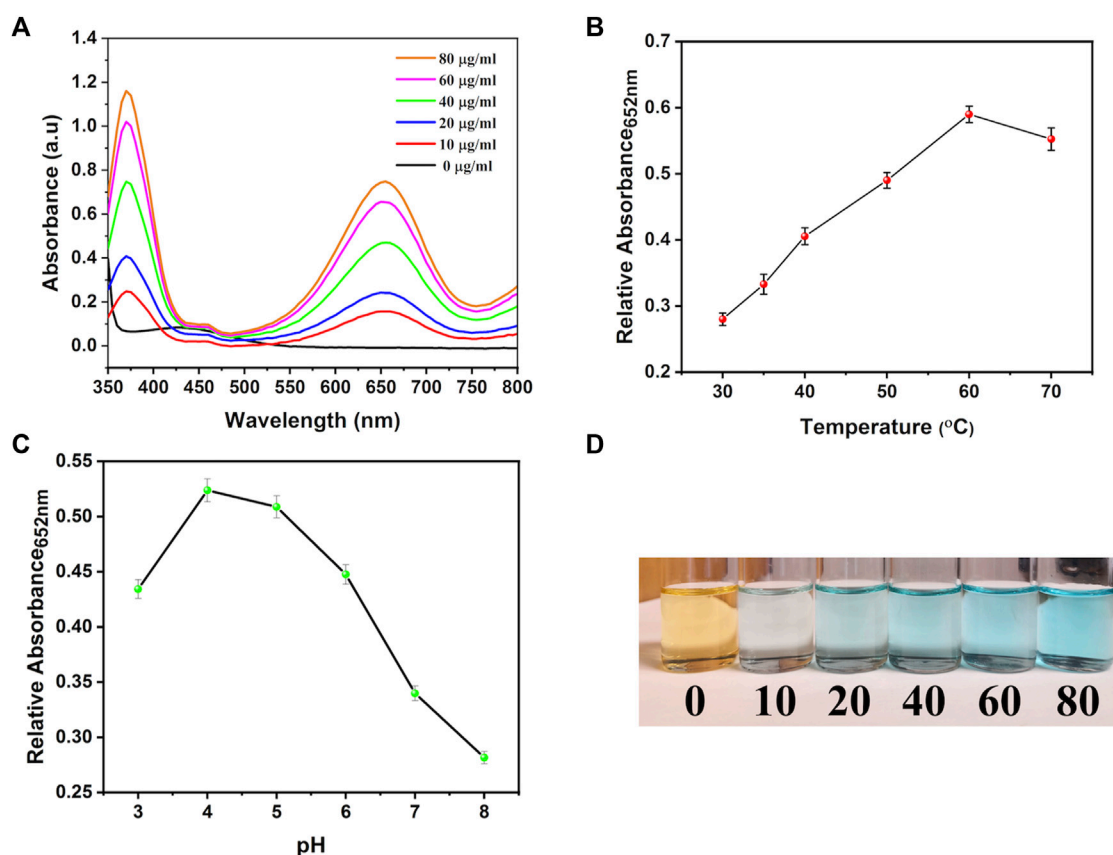 A
1.4
1.2
1.0
0.8
0.6
0.4
0.2
0.0
Absorbance (a.u)
80 µg/ml
60 µg/ml
40 µg/ml
20 µg/ml
10 µg/ml
0 µg/ml
350 400 450 500 550 600 650 700 750 800
Wavelength (nm)
B
0.7
0.6
0.5
0.4
0.3
0.2
Relative Absorbance652nm
30 40 50 60 70
Temperature (oC)
C
0.55
0.50
0.45
0.40
0.35
0.30
0.25
Relative Absorbance652nm
3 4 5 6 7 8
pH
D
0 10 20 40 60 80